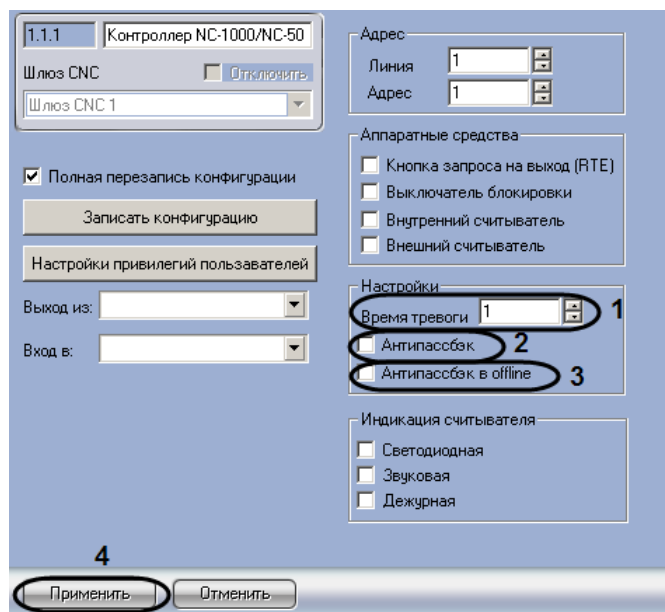 1.1.1 Контроллер NC-1000/NC-50
Шлюз CNC Отключить
Шлюз CNC 1
Полная перезапись конфигурации
Записать конфигурацию
Настройки привилегий пользавателей
Выход из:
Вход в:
Адрес
Линия 1
Адрес 1
Аппаратные средства
Кнопка запроса на выход (RTE)
Выключатель блокировки
Внутренний считыватель
Внешний считыватель
Настройки
Время тревоги 1 1
Антипассбэк 2
Антипассбэк в offline 3
Индикация считывателя
Светодиодная
Звуковая
Дежурная
4
Применить Отменить